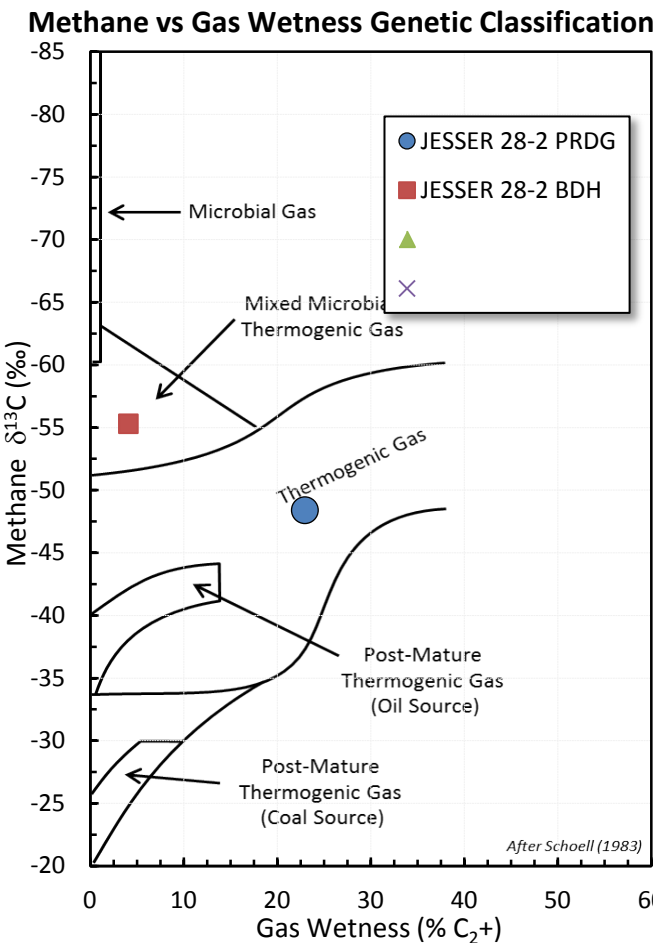 Methane vs Gas Wetness Genetic Classification
-85
-80
-75
-70
-65
-60
-55
-50
-45
-40
-35
-30
-25
-20
Methane δ¹³C (‰)
JESSER 28-2 PRDG
JESSER 28-2 BDH
Microbial Gas
Mixed Microbia
Thermogenic Gas
Thermogenic Gas
Post-Mature
Thermogenic Gas
(Oil Source)
Post-Mature
Thermogenic Gas
(Coal Source)
After Schoell (1983)
0 10 20 30 40 50 60
Gas Wetness (% C₂+)